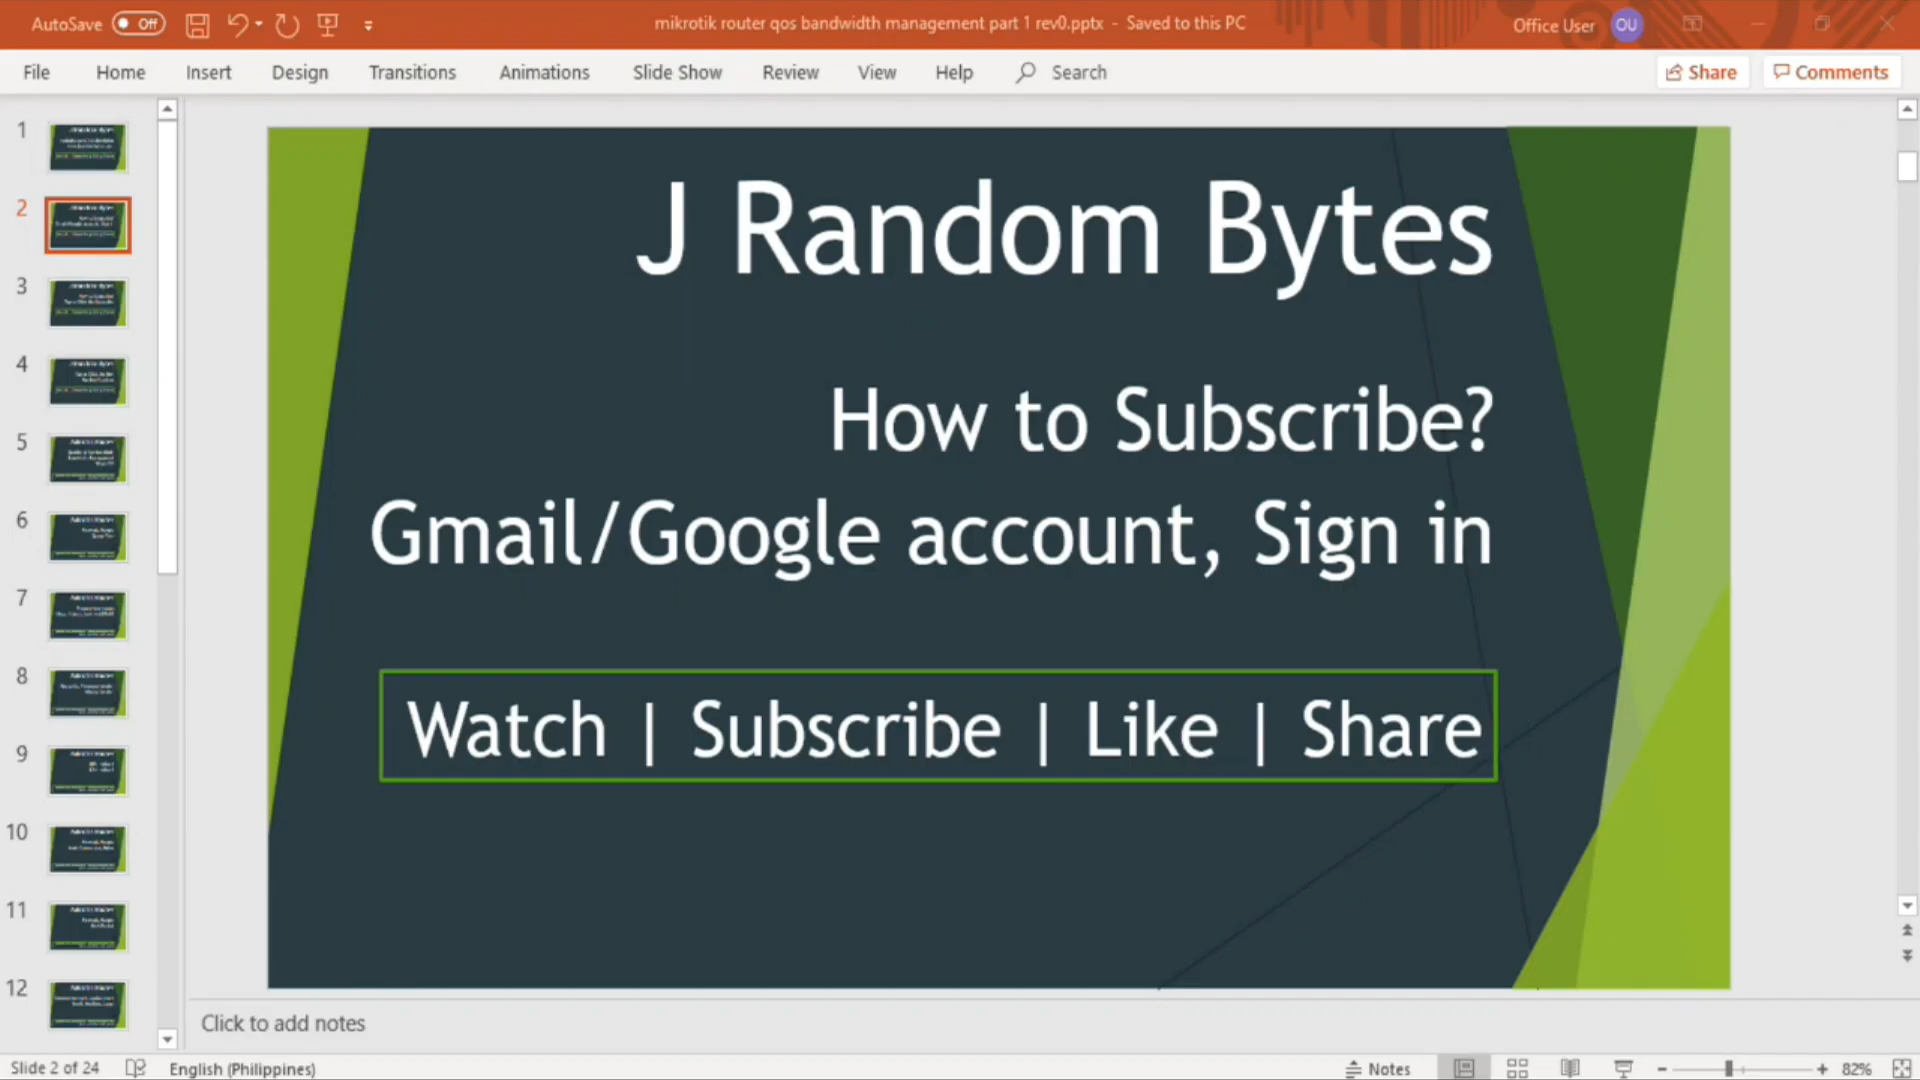 AutoSave Off mikrotik router qos bandwidth management part 1 rev0.pptx - Saved to this PC Office User OU
File Home Insert Design Transitions Animations Slide Show Review View Help Search Share Comments
1
2
3
4
5
6
7
8
9
10
11
12
J Random Bytes
How to Subscribe?
Gmail/Google account, Sign in
Watch | Subscribe | Like | Share
Click to add notes
Slide 2 of 24 English (Philippines) Notes 82%